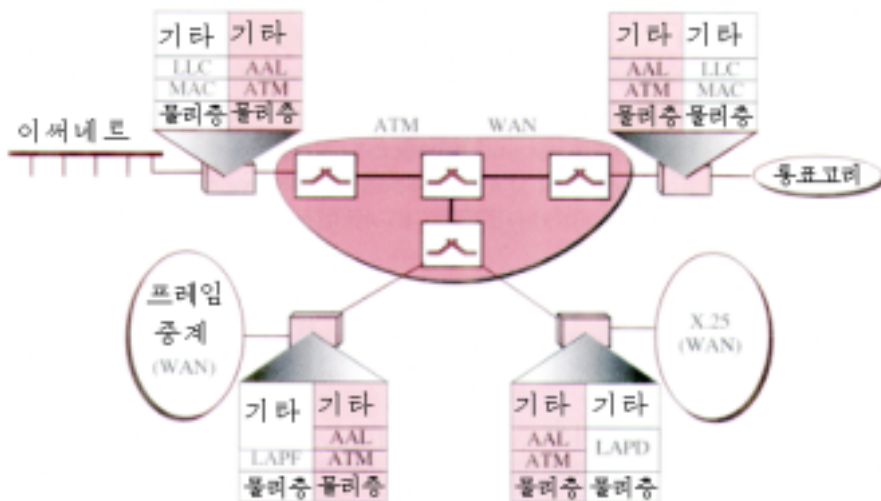 기타 기타
LLC AAL
MAC ATM
물리층 물리층
기타 기타
AAL LLC
ATM MAC
물리층 물리층
이써네트
ATM WAN
통표고리
프레임
중계
(WAN)
X.25
(WAN)
기타 기타
AAL
LAPF ATM
물리층 물리층
기타 기타
AAL LAPD
ATM
물리층 물리층